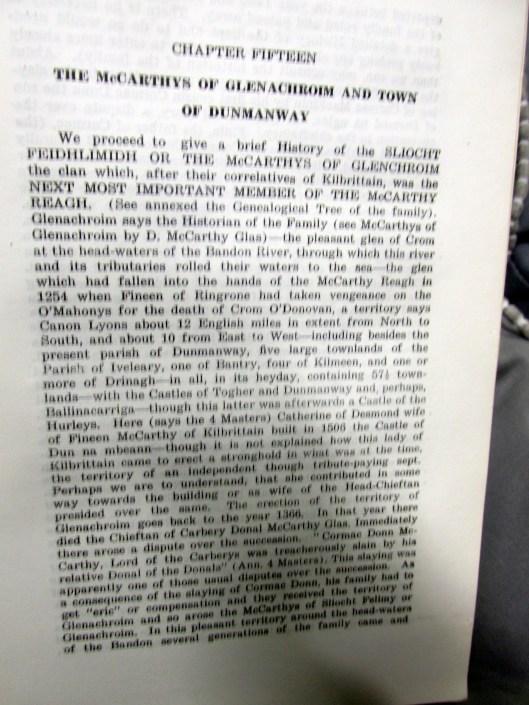 CHAPTER FIFTEEN
THE McCARTHYS OF GLENACHROIM AND TOWN
OF DUNMANWAY
We proceed to give a brief History of the SLIOCHT
FEIDHLIMIDH OR THE McCARTHYS OF GLENCHROIM
the clan which, after their correlatives of Kilbrittain, was the
NEXT MOST IMPORTANT MEMBER OF THE McCARTHY
REAGH. (See annexed the Genealogical Tree of the family).
Glenachroim says the Historian of the Family (see McCarthys of
Glenachroim by D. McCarthy Glas)—the pleasant glen of Crom
at the head-waters of the Bandon River, through which this river
and its tributaries rolled their waters to the sea—the glen
which had fallen into the hands of the McCarthy Reagh in
1254 when Fineen of Ringrone had taken vengeance on the
O'Mahonys for the death of Crom O'Donovan, a territory says
Canon Lyons about 12 English miles in extent from North to
South, and about 10 from East to West—including besides the
present parish of Dunmanway, five large townlands of the
Parish of Iveleary, one of Bantry, four of Kilmeen, and one or
more of Drinagh—in all, in its heyday, containing 57½ town-
lands—with the Castles of Togher and Dunmanway and, perhaps,
Ballinacarriga—though this latter was afterwards a Castle of the
Hurleys. Here (says the 4 Masters) Catherine of Desmond wife
of Fineen McCarthy of Kilbrittain built in 1506 the Castle of
Dun na mbeann—though it is not explained how this lady of
Kilbrittain came to erect a stronghold in what was at the time,
the territory of an independent though tribute-paying sept.
Perhaps we are to understand, that she contributed in some
way towards the building or as wife of the Head-Chieftan
presided over the same. The erection of the territory of
Glenachroim goes back to the year 1366. In that year there
died the Chieftan of Carbery Donal McCarthy Glas. Immediately
there arose a dispute over the succession. "Cormac Donn Mc-
Carthy, Lord of the Carberys was treacherously slain by his
relative Donal of the Donals" (Ann. 4 Masters). This slaying was
apparently one of those usual disputes over the succession. As
a consequence of the slaying of Cormac Donn, his family had to
get "eric" or compensation and they received the territory of
Glenachroim and so arose the McCarthys of Sliocht Fellmy or
Glenachroim. In this pleasant territory around the head-waters
of the Bandon several generations of the family came and